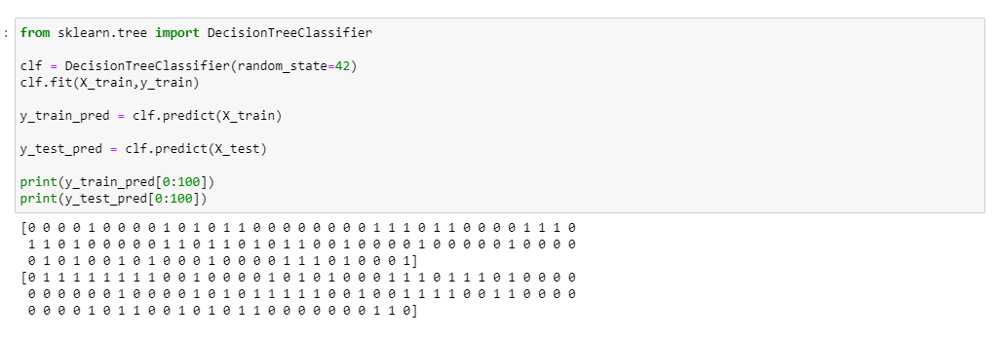 :
from sklearn.tree import DecisionTreeClassifier
clf = DecisionTreeClassifier(random_state=42)
clf.fit(X_train,y_train)
y_train_pred = clf.predict(X_train)
y_test_pred = clf.predict(X_test)
print(y_train_pred[0:100])
print(y_test_pred[0:100])
[0 0 0 0 1 0 0 0 0 1 0 1 0 1 1 0 0 0 0 0 0 0 0 1 1 1 0 1 1 0 0 0 0 1 1 1 0
1 1 0 1 0 0 0 0 0 1 1 0 1 1 0 1 0 1 1 0 0 1 0 0 0 0 1 0 0 0 0 0 1 0 0 0 0
0 1 0 1 0 0 1 0 1 0 0 0 1 0 0 0 0 1 1 1 0 1 0 0 0 1]
[0 1 1 1 1 1 1 1 1 1 0 0 1 0 0 0 0 1 0 1 0 1 0 0 0 1 1 1 0 1 1 1 0 1 0 0 0 0
0 0 0 0 0 0 1 0 0 0 0 1 0 1 0 1 1 1 1 1 0 0 1 0 0 1 1 1 1 0 0 1 1 0 0 0 0
0 0 0 0 1 0 1 1 0 0 1 0 1 0 1 1 0 0 0 0 0 0 0 1 1 0]